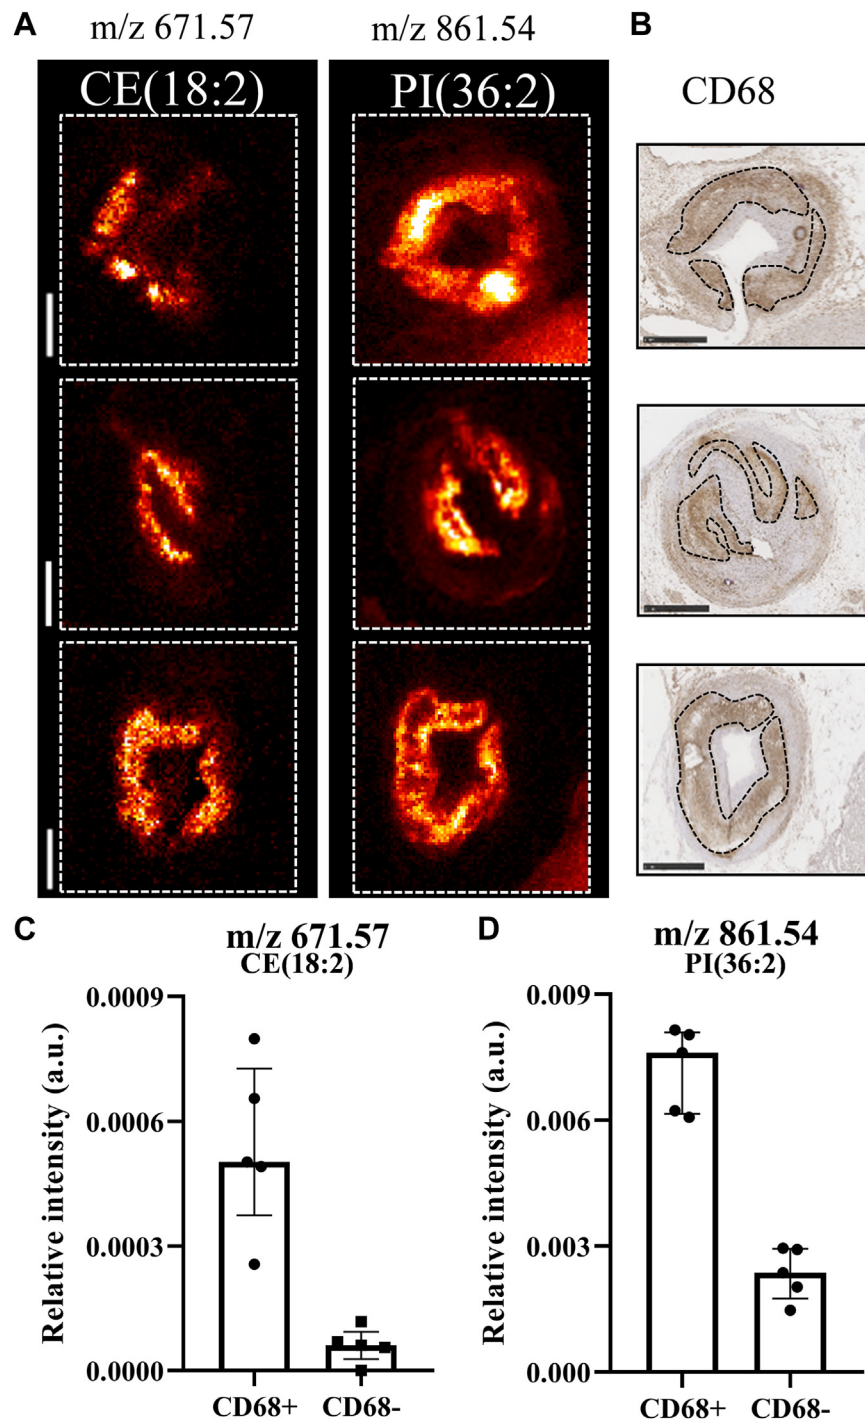 A
m/z 671.57
m/z 861.54
B
CE(18:2)
PI(36:2)
CD68
C
m/z 671.57
CE(18:2)
Relative intensity (a.u.)
0.0009
0.0006
0.0003
0.0000
CD68+
CD68-
D
m/z 861.54
PI(36:2)
Relative intensity (a.u.)
0.009
0.006
0.003
0.000
CD68+
CD68-